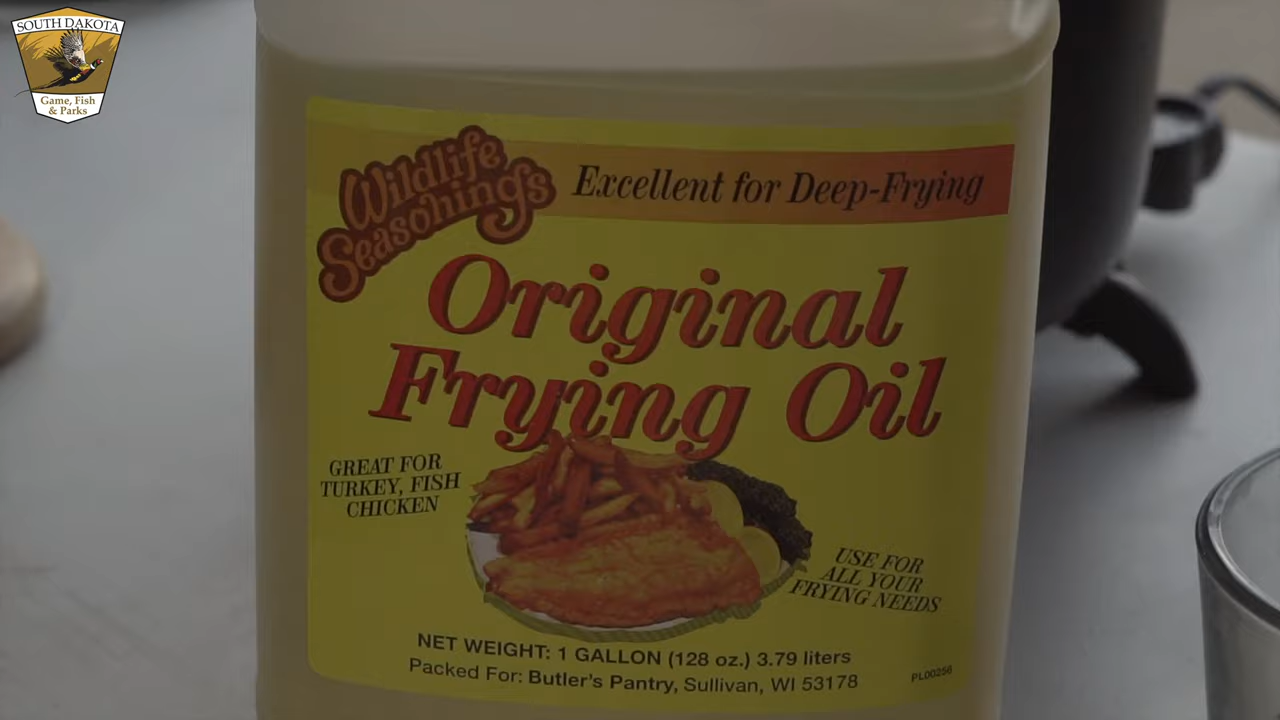 SOUTH DAKOTA
Game, Fish
& Parks
Wildlife
Seasonings
Excellent for Deep-Frying
Original
Frying Oil
GREAT FOR
TURKEY, FISH
CHICKEN
USE FOR
ALL YOUR
FRYING NEEDS
NET WEIGHT: 1 GALLON (128 oz.) 3.79 liters
Packed For: Butler's Pantry, Sullivan, WI 53178
PL00256